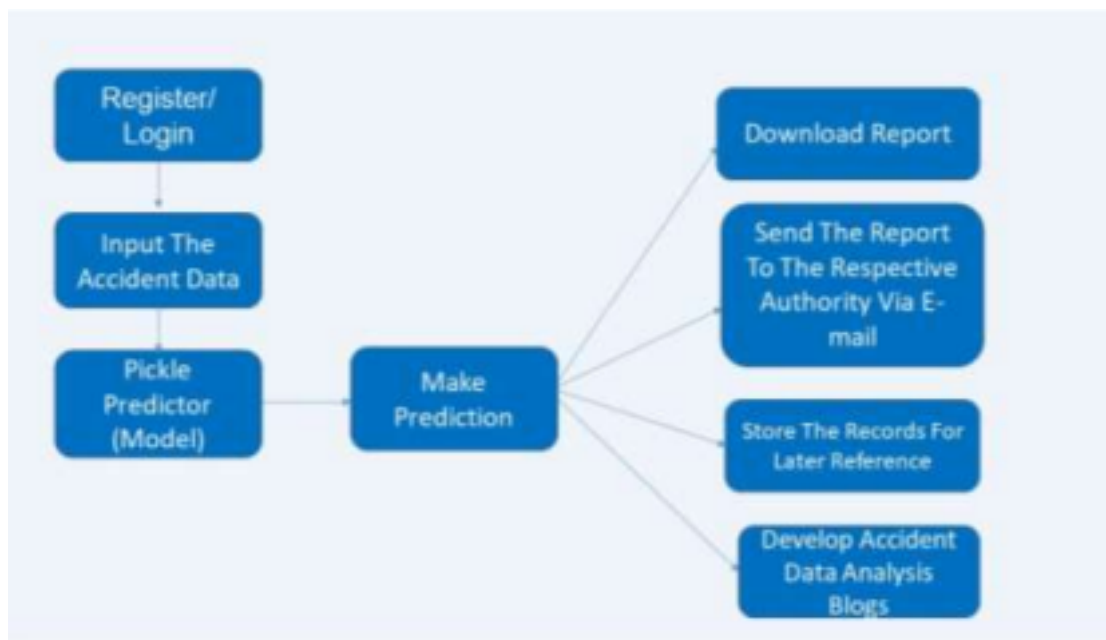 Register/
Login
Input The
Accident Data
Pickle
Predictor
(Model)
Make
Prediction
Download Report
Send The Report
To The Respective
Authority Via E-
mail
Store The Records For
Later Reference
Develop Accident
Data Analysis
Blogs